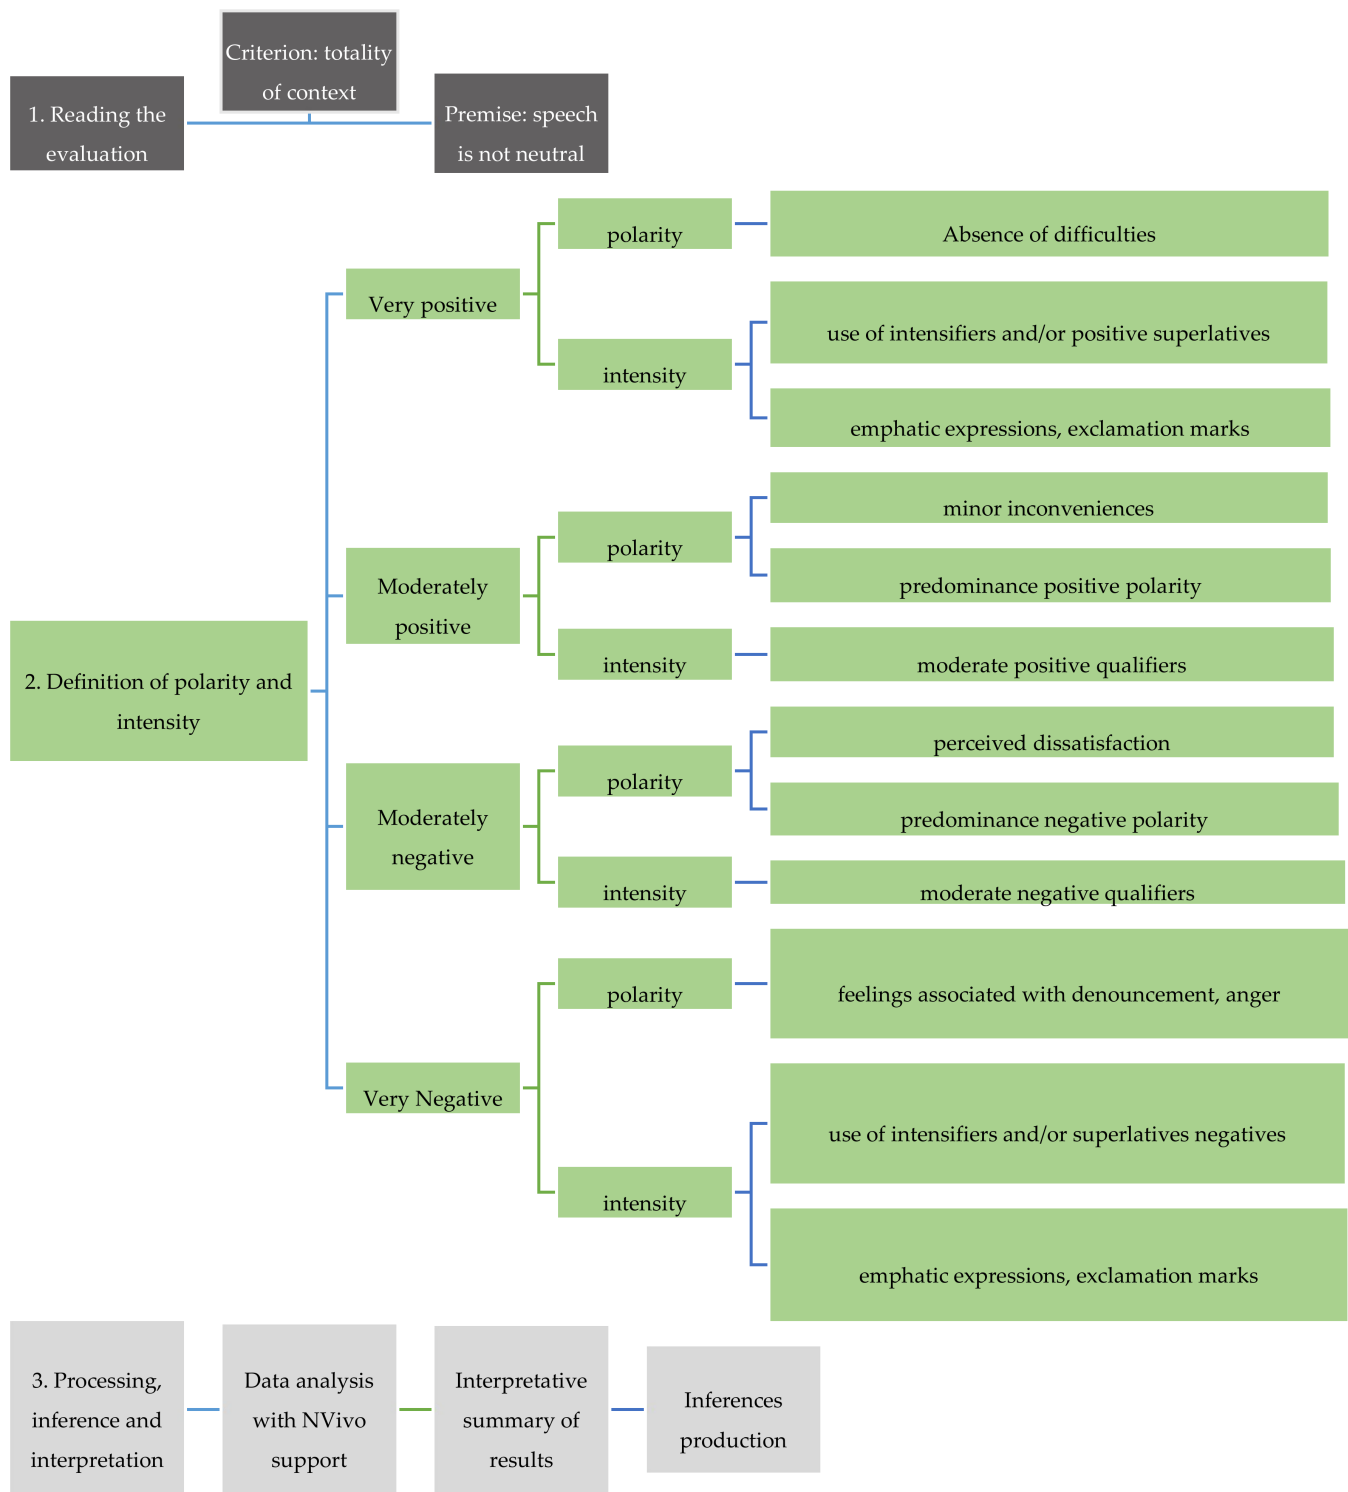 Criterion: totality
of context
1. Reading the
evaluation
Premise: speech
is not neutral
2. Definition of polarity and
intensity
Very positive
polarity
Absence of difficulties
intensity
use of intensifiers and/or positive superlatives
emphatic expressions, exclamation marks
Moderately
positive
polarity
minor inconveniences
predominance positive polarity
intensity
moderate positive qualifiers
Moderately
negative
polarity
perceived dissatisfaction
predominance negative polarity
intensity
moderate negative qualifiers
Very Negative
polarity
feelings associated with denouncement, anger
intensity
use of intensifiers and/or superlatives negatives
emphatic expressions, exclamation marks
3. Processing,
inference and
interpretation
Data analysis
with NVivo
support
Interpretative
summary of
results
Inferences
production